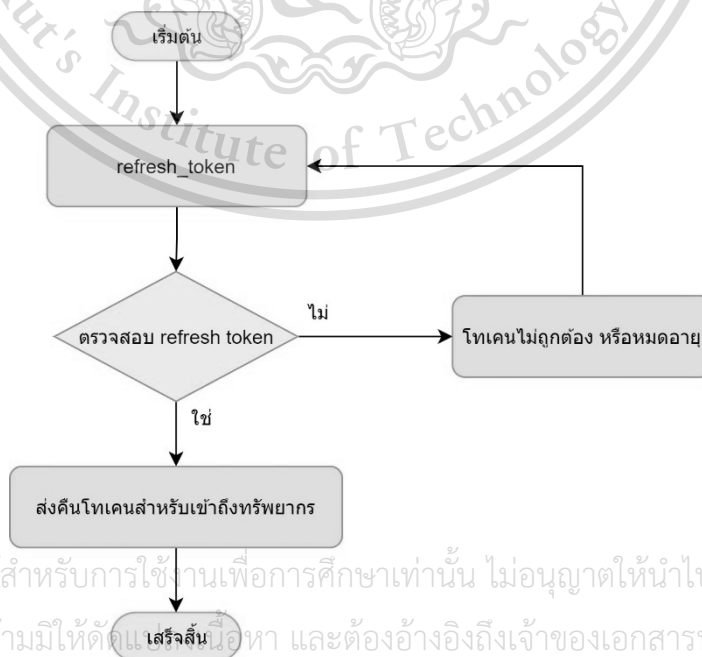 เริ่มต้น
Institute of Technology
refresh_token
ตรวจสอบ refresh token
ไม่
โทเคนไม่ถูกต้อง หรือหมดอายุ
ใช่
ส่งคืนโทเคนสำหรับเข้าถึงทรัพยากร
สำหรับการใช้งานเพื่อการศึกษาเท่านั้น ไม่อนุญาตให้นำไป
เสร็จสิ้น
และต้องอ้างอิงถึงเจ้าของเอกสาร